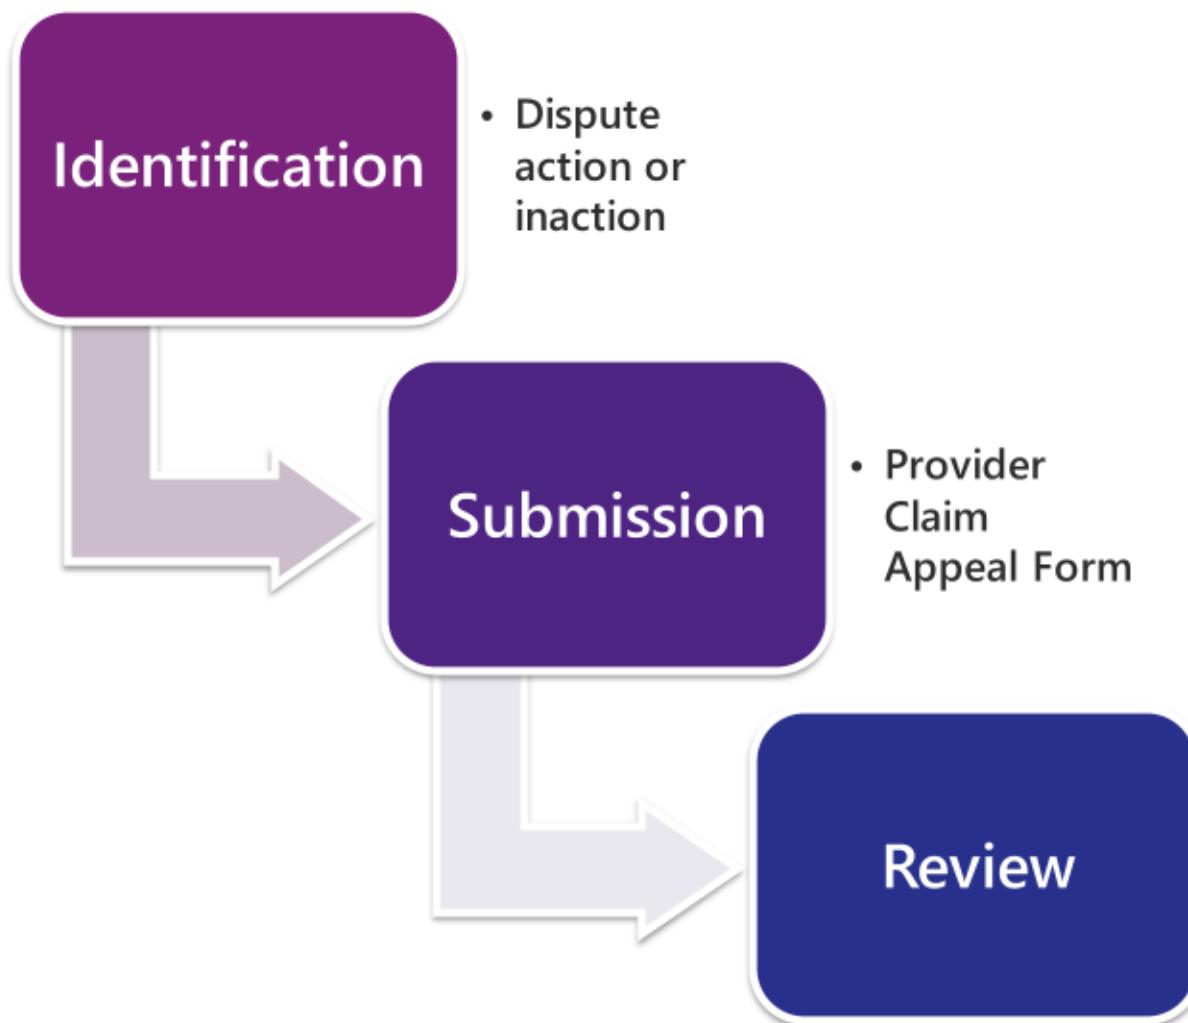 Identification
• Dispute
action or
inaction
Submission
• Provider
Claim
Appeal Form
Review